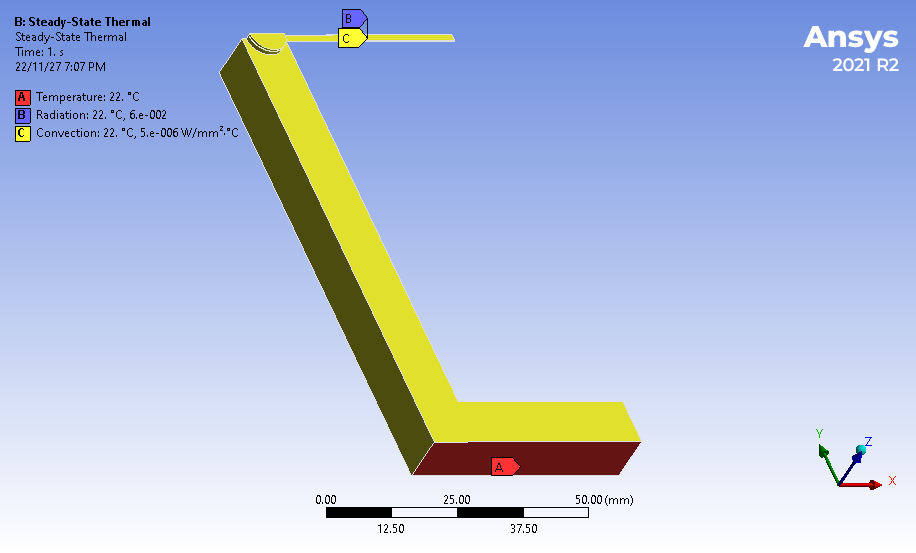 B: Steady-State Thermal
Steady-State Thermal
Time: 1. s
22/11/27 7:07 PM
A Temperature: 22. °C
B Radiation: 22. °C, 6.e-002
C Convection: 22. °C, 5.e-006 W/mm²·°C
B
C
Ansys
2021 R2
A
Y
Z
X
0.00 25.00 50.00 (mm)
12.50 37.50